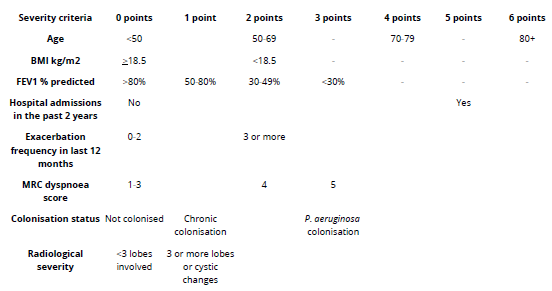 Severity criteria 0 points 1 point 2 points 3 points 4 points 5 points 6 points
Age <50 50-69 - 70-79 - 80+
BMI kg/m2 ≥18.5 <18.5 - - - -
FEV1 % predicted >80% 50-80% 30-49% <30% - - -
Hospital admissions
in the past 2 years No Yes
Exacerbation
frequency in last 12
months 0-2 3 or more
MRC dyspnoea
score 1-3 4 5
Colonisation status Not colonised Chronic
colonisation P. aeruginosa
colonisation
Radiological
severity <3 lobes
involved 3 or more lobes
or cystic
changes